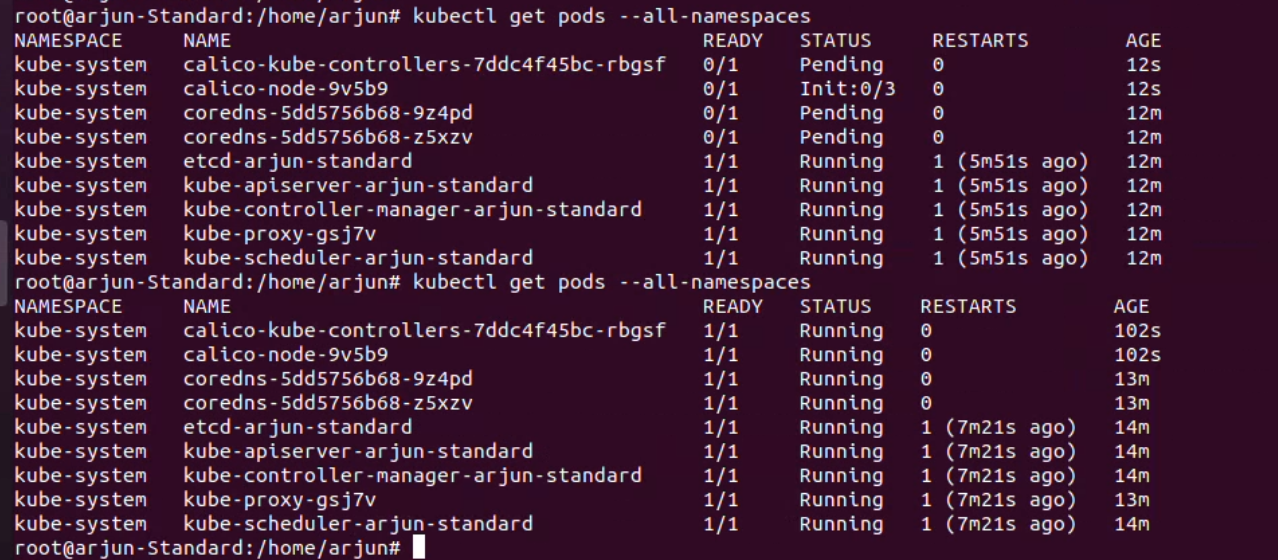 root@arjun-Standard:/home/arjun# kubectl get pods --all-namespaces
NAMESPACE     NAME                                       READY   STATUS     RESTARTS        AGE
kube-system   calico-kube-controllers-7ddc4f45bc-rbgsf   0/1     Pending    0               12s
kube-system   calico-node-9v5b9                          0/1     Init:0/3   0               12s
kube-system   coredns-5dd5756b68-9z4pd                   0/1     Pending    0               12m
kube-system   coredns-5dd5756b68-z5xzv                   0/1     Pending    0               12m
kube-system   etcd-arjun-standard                        1/1     Running    1 (5m51s ago)   12m
kube-system   kube-apiserver-arjun-standard              1/1     Running    1 (5m51s ago)   12m
kube-system   kube-controller-manager-arjun-standard     1/1     Running    1 (5m51s ago)   12m
kube-system   kube-proxy-gsj7v                           1/1     Running    1 (5m51s ago)   12m
kube-system   kube-scheduler-arjun-standard              1/1     Running    1 (5m51s ago)   12m
root@arjun-Standard:/home/arjun# kubectl get pods --all-namespaces
NAMESPACE     NAME                                       READY   STATUS    RESTARTS        AGE
kube-system   calico-kube-controllers-7ddc4f45bc-rbgsf   1/1     Running   0               102s
kube-system   calico-node-9v5b9                          1/1     Running   0               102s
kube-system   coredns-5dd5756b68-9z4pd                   1/1     Running   0               13m
kube-system   coredns-5dd5756b68-z5xzv                   1/1     Running   0               13m
kube-system   etcd-arjun-standard                        1/1     Running   1 (7m21s ago)   14m
kube-system   kube-apiserver-arjun-standard              1/1     Running   1 (7m21s ago)   14m
kube-system   kube-controller-manager-arjun-standard     1/1     Running   1 (7m21s ago)   14m
kube-system   kube-proxy-gsj7v                           1/1     Running   1 (7m21s ago)   13m
kube-system   kube-scheduler-arjun-standard              1/1     Running   1 (7m21s ago)   14m
root@arjun-Standard:/home/arjun#